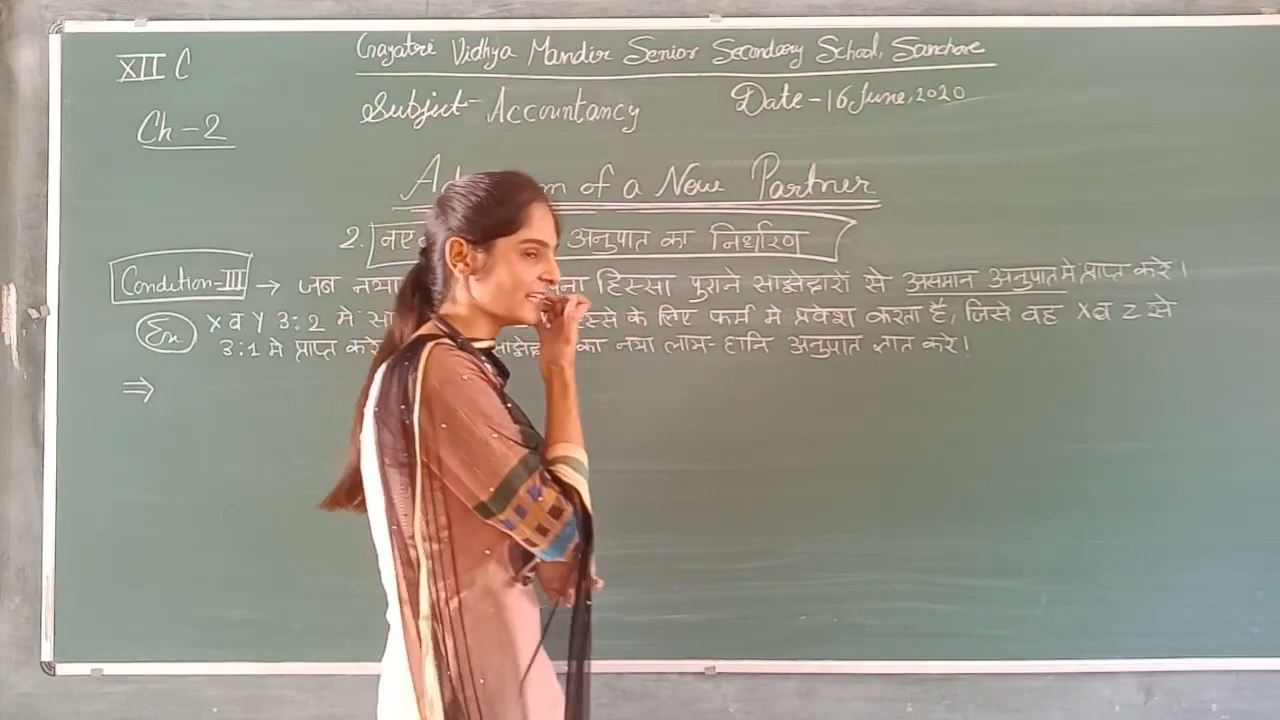 XII C
Gayatri Vidhya Mandir Senior Secondary School, Sanchore
Ch-2
Subject-Accountancy
Date-16 June, 2020
of a New Partner
2. अनुपात का निर्धारण
Condition-III → जब हिस्सा पुराने साझेदारों से असमान अनुपात में प्राप्त करे।
Ex X व Y 3:2 में के लिए फर्म मे प्रवेश करता है, जिसे वह X व Z से
3:1 मे प्राप्त का नया लाभ-हानि अनुपात ज्ञात करे।
⇒